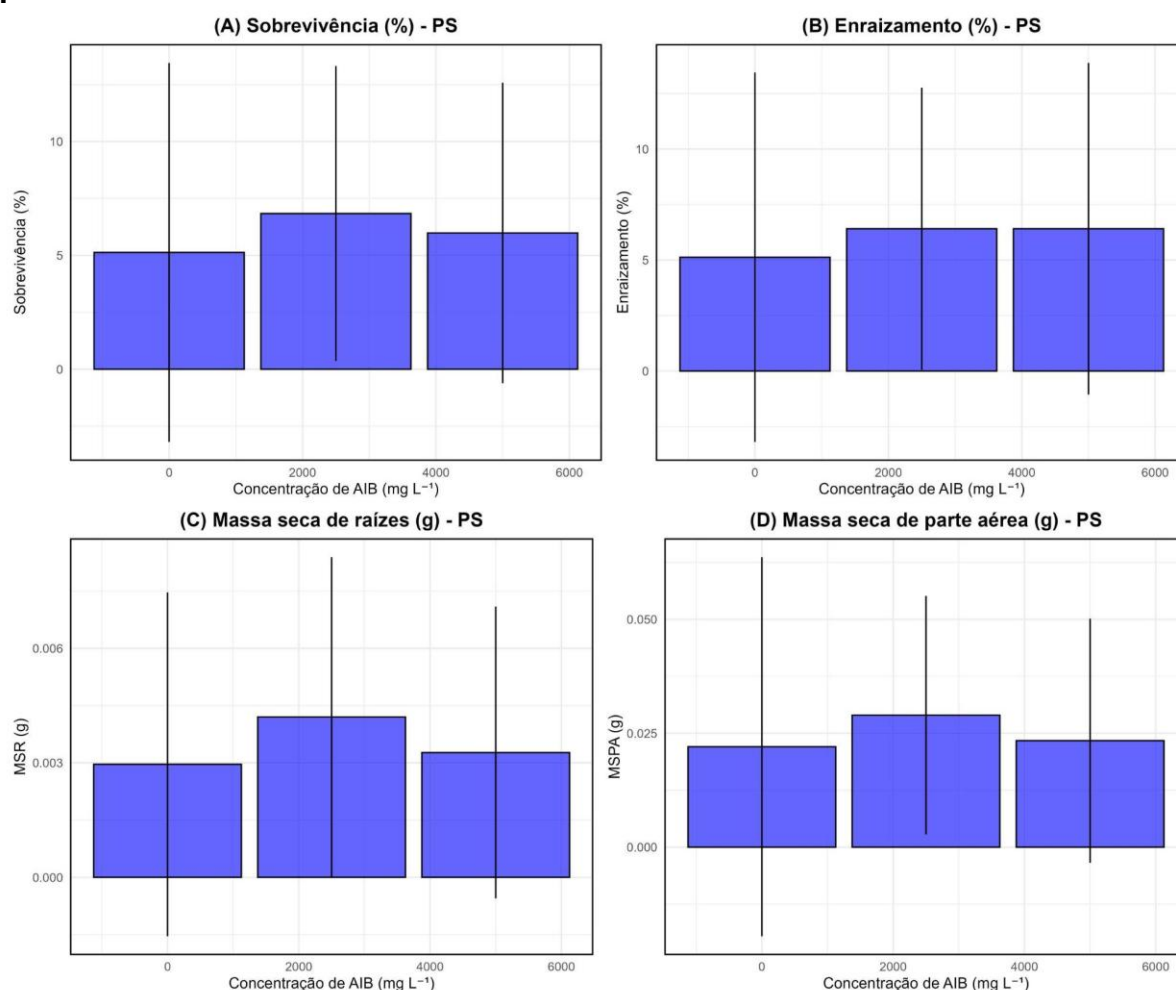 (A) Sobrevivência (%) - PS
Sobrevivência (%)
10
5
0
0 2000 4000 6000
Concentração de AIB (mg L⁻¹)
(B) Enraizamento (%) - PS
Enraizamento (%)
10
5
0
0 2000 4000 6000
Concentração de AIB (mg L⁻¹)
(C) Massa seca de raízes (g) - PS
MSR (g)
0.006
0.003
0.000
0 2000 4000 6000
Concentração de AIB (mg L⁻¹)
(D) Massa seca de parte aérea (g) - PS
MSPA (g)
0.050
0.025
0.000
0 2000 4000 6000
Concentração de AIB (mg L⁻¹)